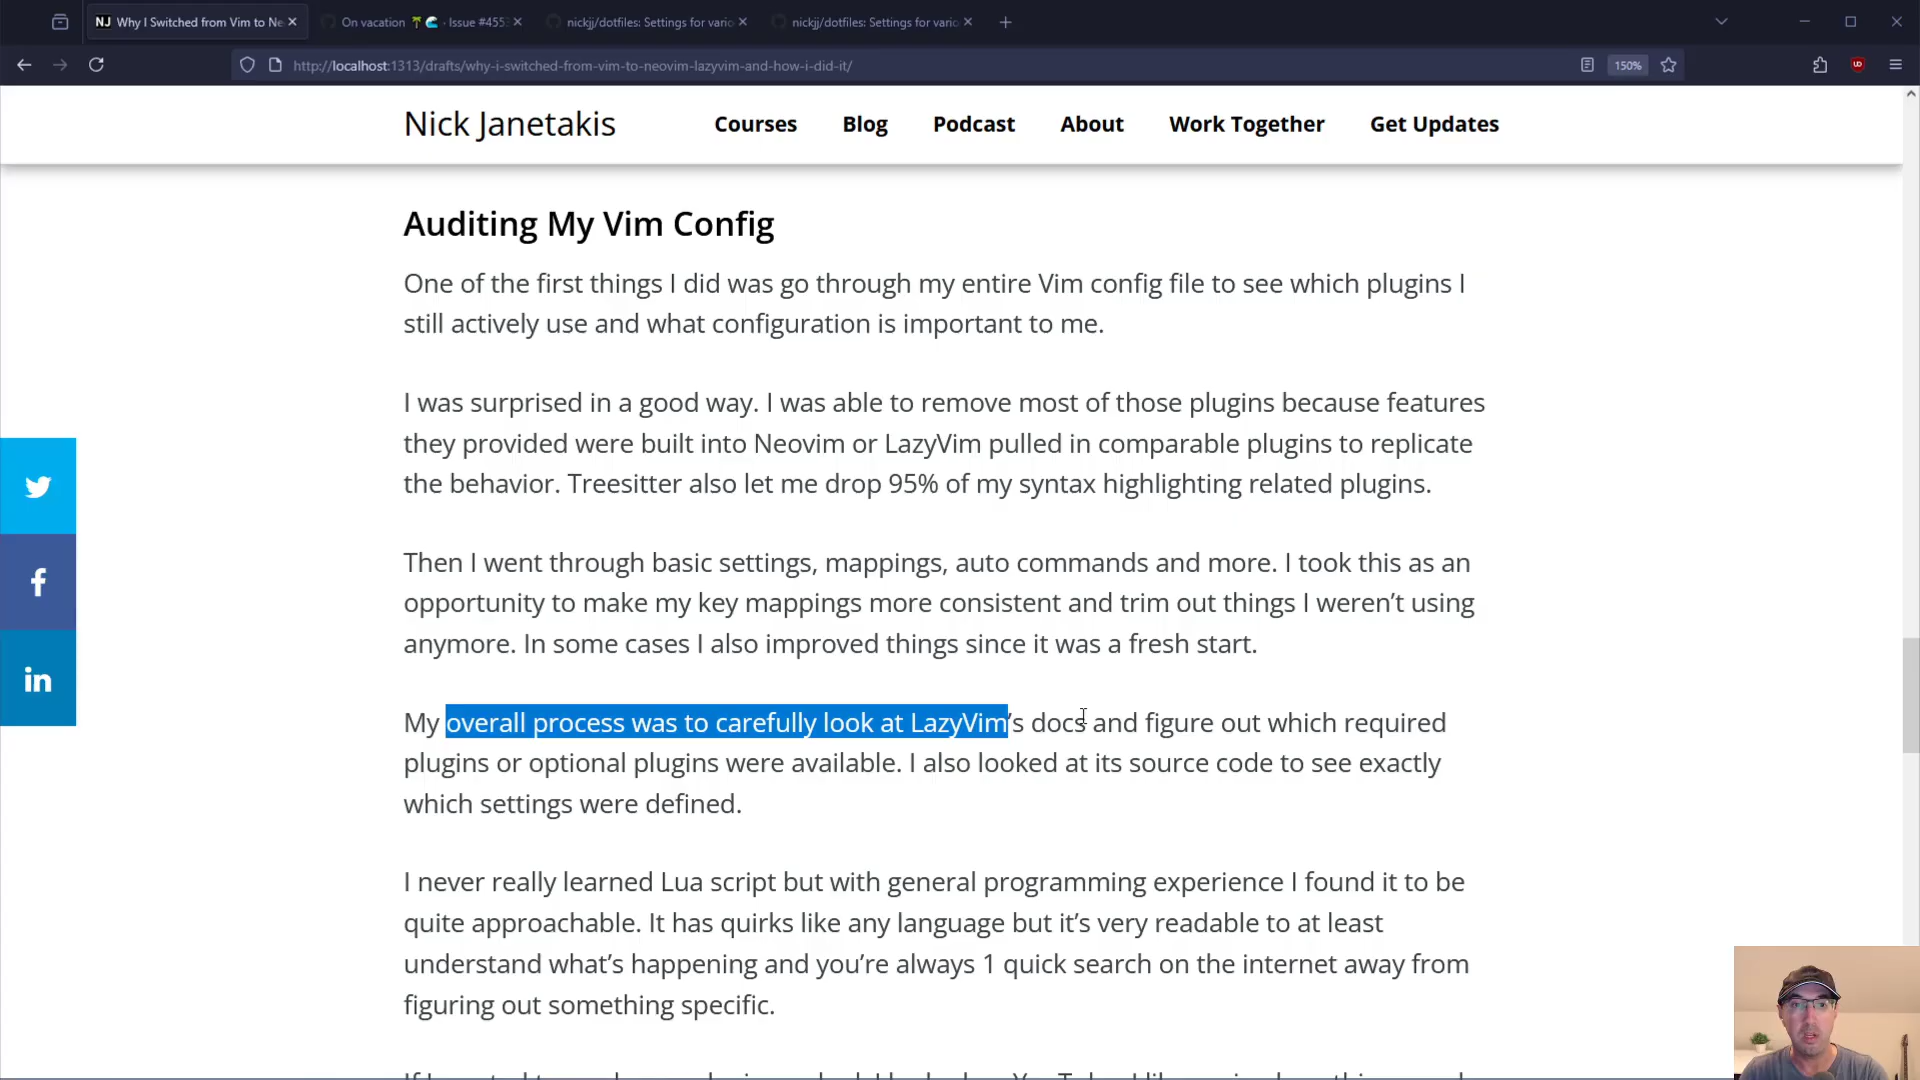 NJ Why I Switched from Vim to Ne
On vacation 🌴🌊 · Issue #4553
nickjj/dotfiles: Settings for vario
nickjj/dotfiles: Settings for vario
http://localhost:1313/drafts/why-i-switched-from-vim-to-neovim-lazyvim-and-how-i-did-it/
150%
Nick Janetakis
Courses
Blog
Podcast
About
Work Together
Get Updates
Auditing My Vim Config
One of the first things I did was go through my entire Vim config file to see which plugins I
still actively use and what configuration is important to me.
I was surprised in a good way. I was able to remove most of those plugins because features
they provided were built into Neovim or LazyVim pulled in comparable plugins to replicate
the behavior. Treesitter also let me drop 95% of my syntax highlighting related plugins.
Then I went through basic settings, mappings, auto commands and more. I took this as an
opportunity to make my key mappings more consistent and trim out things I weren’t using
anymore. In some cases I also improved things since it was a fresh start.
My overall process was to carefully look at LazyVim’s docs and figure out which required
plugins or optional plugins were available. I also looked at its source code to see exactly
which settings were defined.
I never really learned Lua script but with general programming experience I found it to be
quite approachable. It has quirks like any language but it’s very readable to at least
understand what’s happening and you’re always 1 quick search on the internet away from
figuring out something specific.